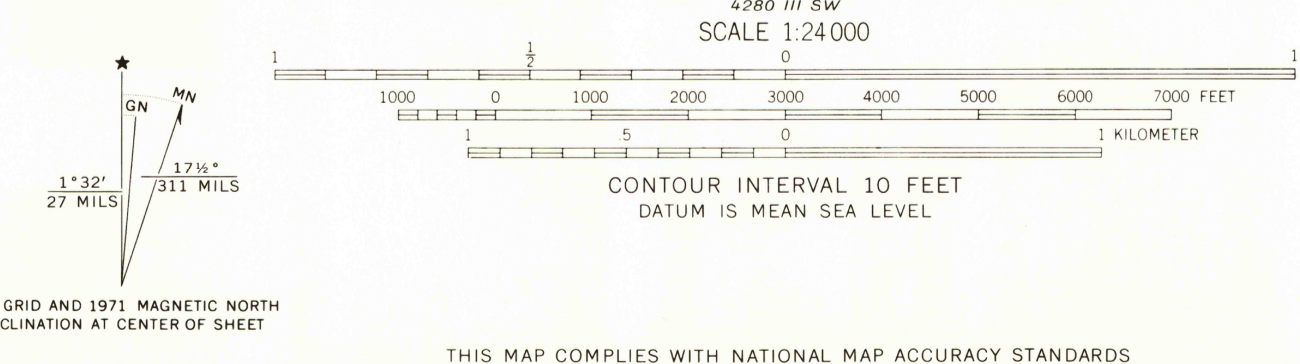 4280 III SW
SCALE 1:24 000
1 1/2 0 1
1000 0 1000 2000 3000 4000 5000 6000 7000 FEET
1 .5 0 1 KILOMETER
CONTOUR INTERVAL 10 FEET
DATUM IS MEAN SEA LEVEL
★
GN MN
1°32′ 17½°
27 MILS 311 MILS
GRID AND 1971 MAGNETIC NORTH
CLINATION AT CENTER OF SHEET
THIS MAP COMPLIES WITH NATIONAL MAP ACCURACY STANDARDS